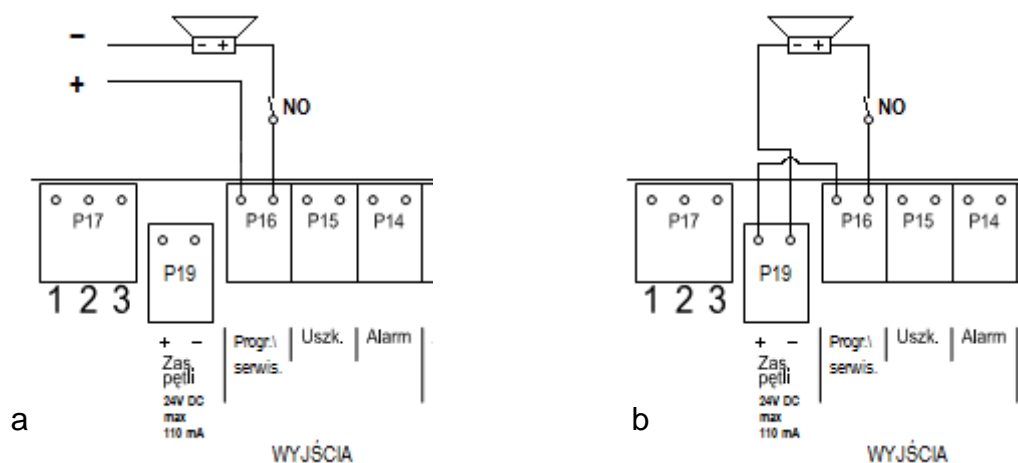 − − + +
+ NO
P17 P16 P15 P14
P19
1 2 3
+ − Progr.\ Uszk. Alarm
Zas. serwis.
pętli
24V DC
max
110 mA
a
WYJŚCIA
− +
NO
P17 P16 P15 P14
P19
1 2 3
+ − Progr.\ Uszk. Alarm
Zas. serwis.
pętli
24V DC
max
110 mA
b
WYJŚCIA